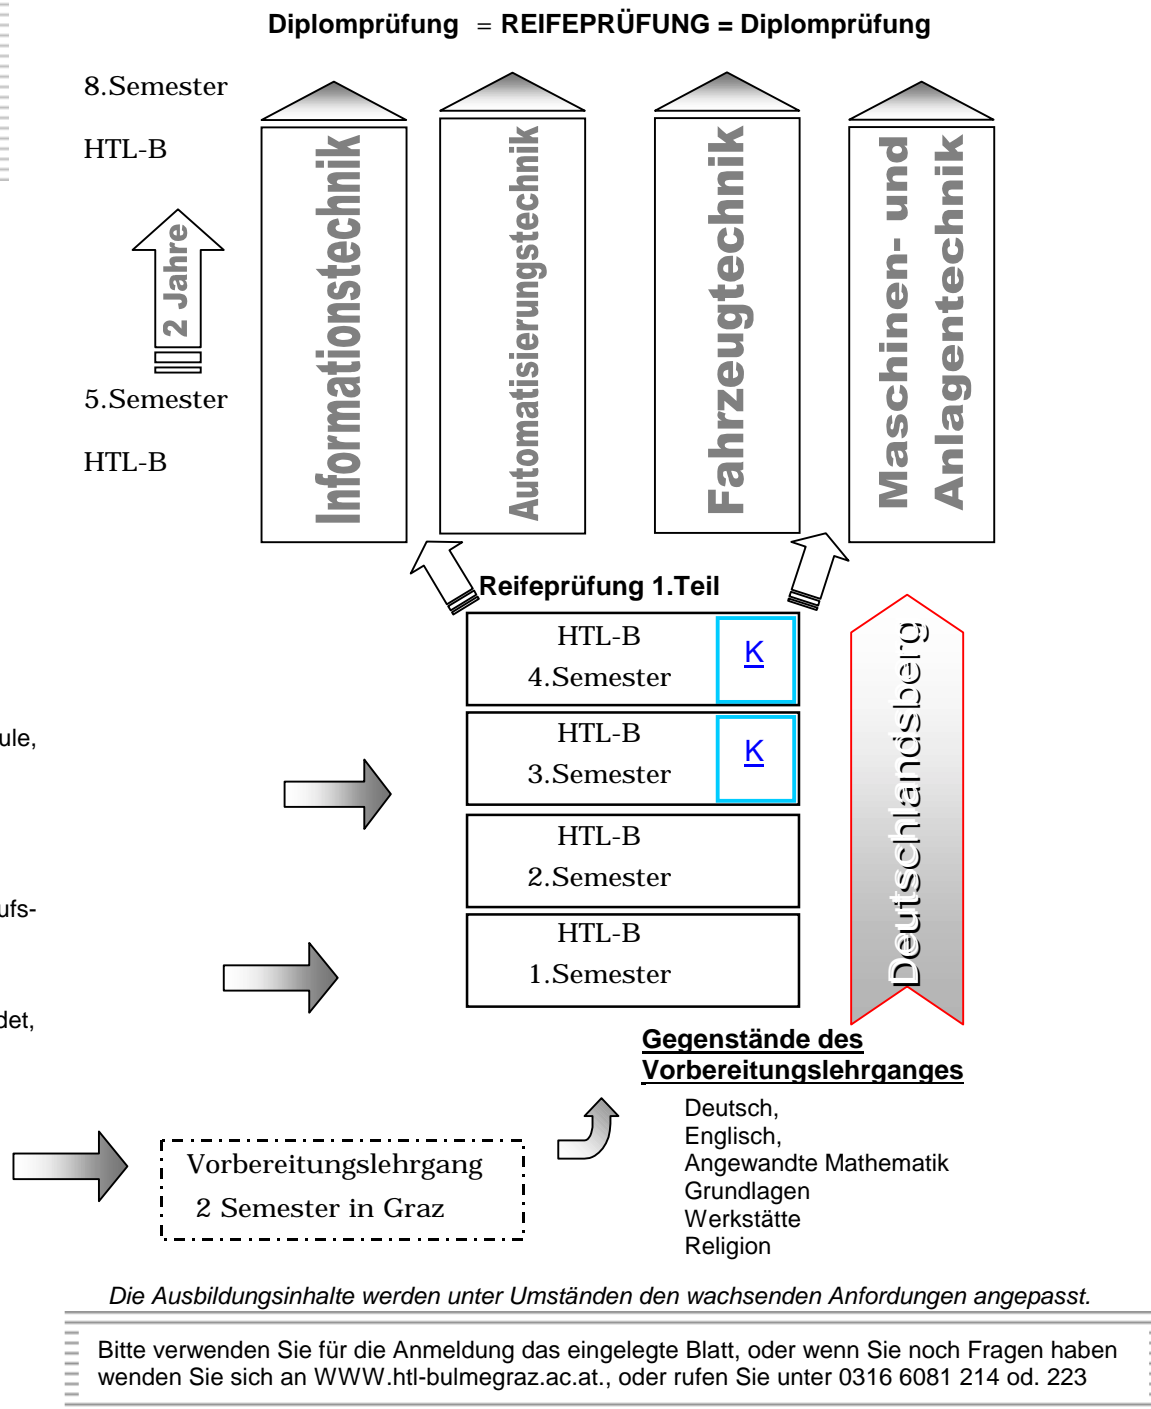 Diplomprüfung = REIFEPRÜFUNG = Diplomprüfung
8.Semester
HTL-B
2 Jahre
5.Semester
HTL-B
Informationstechnik
Automatisierungstechnik
Fahrzeugtechnik
Maschinen- und
Anlagentechnik
Reifeprüfung 1.Teil
HTL-B
4.Semester
K
HTL-B
3.Semester
K
HTL-B
2.Semester
HTL-B
1.Semester
Deutschlandsberg
ule,
ufs-
det,
Gegenstände des
Vorbereitungslehrganges
Deutsch,
Englisch,
Angewandte Mathematik
Grundlagen
Werkstätte
Religion
Vorbereitungslehrgang
2 Semester in Graz
Die Ausbildungsinhalte werden unter Umständen den wachsenden Anfordungen angepasst.
Bitte verwenden Sie für die Anmeldung das eingelegte Blatt, oder wenn Sie noch Fragen haben
wenden Sie sich an WWW.htl-bulmegraz.ac.at., oder rufen Sie unter 0316 6081 214 od. 223